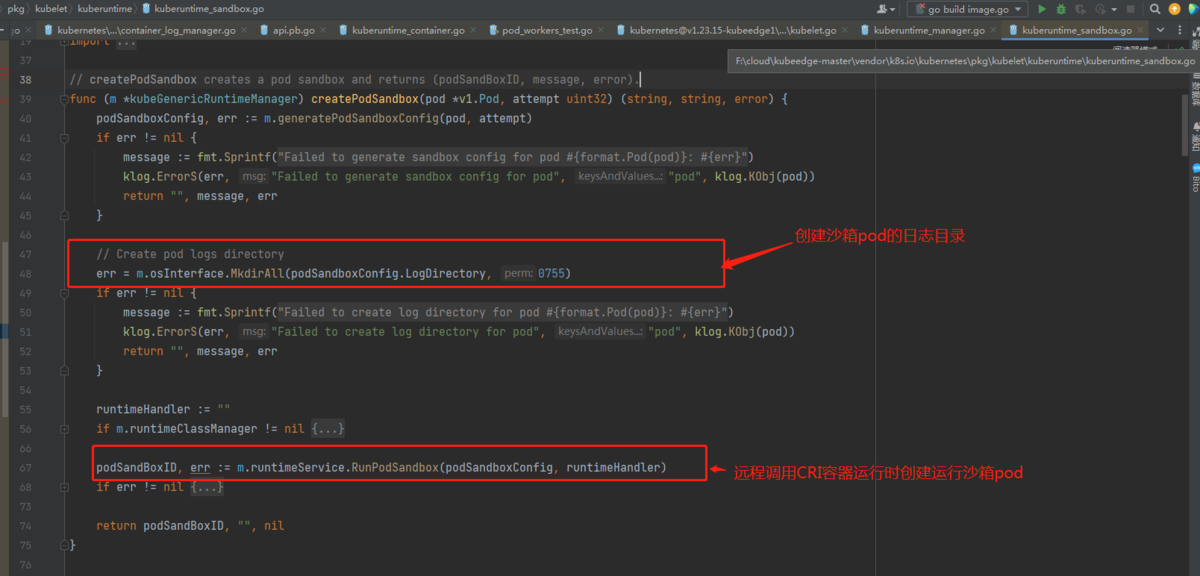 pkg › kubelet › kuberuntime › kuberuntime_sandbox.go
go build image.go
go
kubernetes\...\container_log_manager.go
api.pb.go
kuberuntime_container.go
pod_workers_test.go
kubernetes@v1.23.15-kubeedge1\...\kubelet.go
kuberuntime_manager.go
kuberuntime_sandbox.go
19 import ...
F:\cloud\kubeedge-master\vendor\k8s.io\kubernetes\pkg\kubelet\kuberuntime\kuberuntime_sandbox.go
37
38 // createPodSandbox creates a pod sandbox and returns (podSandBoxID, message, error).
39 func (m *kubeGenericRuntimeManager) createPodSandbox(pod *v1.Pod, attempt uint32) (string, string, error) {
40 podSandboxConfig, err := m.generatePodSandboxConfig(pod, attempt)
41 if err != nil {
42 message := fmt.Sprintf("Failed to generate sandbox config for pod #{format.Pod(pod)}: #{err}")
43 klog.ErrorS(err, msg: "Failed to generate sandbox config for pod", keysAndValues...: "pod", klog.KObj(pod))
44 return "", message, err
45 }
46
创建沙箱pod的日志目录
47 // Create pod logs directory
48 err = m.osInterface.MkdirAll(podSandboxConfig.LogDirectory, perm: 0755)
49 if err != nil {
50 message := fmt.Sprintf("Failed to create log directory for pod #{format.Pod(pod)}: #{err}")
51 klog.ErrorS(err, msg: "Failed to create log directory for pod", keysAndValues...: "pod", klog.KObj(pod))
52 return "", message, err
53 }
54
55 runtimeHandler := ""
56 if m.runtimeClassManager != nil {...}
66
67 podSandBoxID, err := m.runtimeService.RunPodSandbox(podSandboxConfig, runtimeHandler)
远程调用CRI容器运行时创建运行沙箱pod
68 if err != nil {...}
73
74 return podSandBoxID, "", nil
75 }
76
数据库
通知
Bito